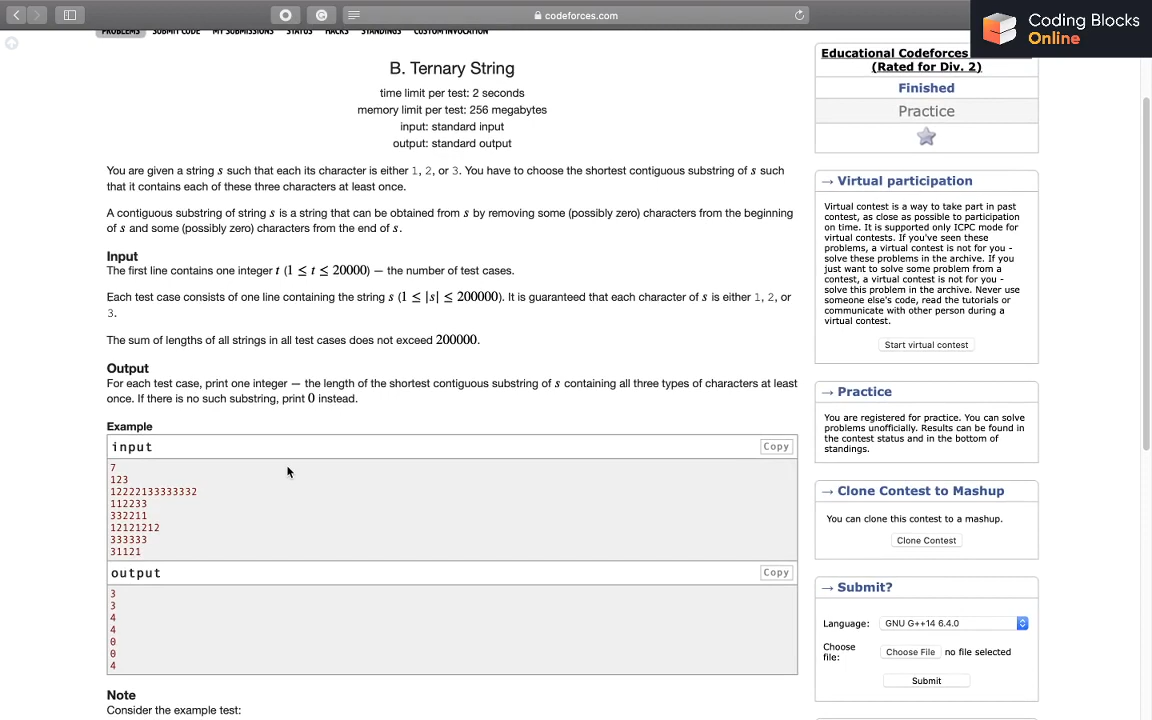 codeforces.com
Coding Blocks
Online
PROBLEMS SUBMIT CODE MY SUBMISSIONS STATUS HACKS STANDINGS CUSTOM INVOCATION
B. Ternary String
time limit per test: 2 seconds
memory limit per test: 256 megabytes
input: standard input
output: standard output
You are given a string s such that each its character is either 1, 2, or 3. You have to choose the shortest contiguous substring of s such
that it contains each of these three characters at least once.
A contiguous substring of string s is a string that can be obtained from s by removing some (possibly zero) characters from the beginning
of s and some (possibly zero) characters from the end of s.
Input
The first line contains one integer t (1 ≤ t ≤ 20000) — the number of test cases.
Each test case consists of one line containing the string s (1 ≤ |s| ≤ 200000). It is guaranteed that each character of s is either 1, 2, or
3.
The sum of lengths of all strings in all test cases does not exceed 200000.
Output
For each test case, print one integer — the length of the shortest contiguous substring of s containing all three types of characters at least
once. If there is no such substring, print 0 instead.
Example
input
Copy
7
123
12222133333332
112233
332211
12121212
333333
31121
output
Copy
3
3
4
4
0
0
4
Note
Consider the example test:
Educational Codeforces
(Rated for Div. 2)
Finished
Practice
→ Virtual participation
Virtual contest is a way to take part in past
contest, as close as possible to participation
on time. It is supported only ICPC mode for
virtual contests. If you've seen these
problems, a virtual contest is not for you -
solve these problems in the archive. If you
just want to solve some problem from a
contest, a virtual contest is not for you -
solve this problem in the archive. Never use
someone else's code, read the tutorials or
communicate with other person during a
virtual contest.
Start virtual contest
→ Practice
You are registered for practice. You can solve
problems unofficially. Results can be found in
the contest status and in the bottom of
standings.
→ Clone Contest to Mashup
You can clone this contest to a mashup.
Clone Contest
→ Submit?
Language: GNU G++14 6.4.0
Choose
file:
Choose File no file selected
Submit